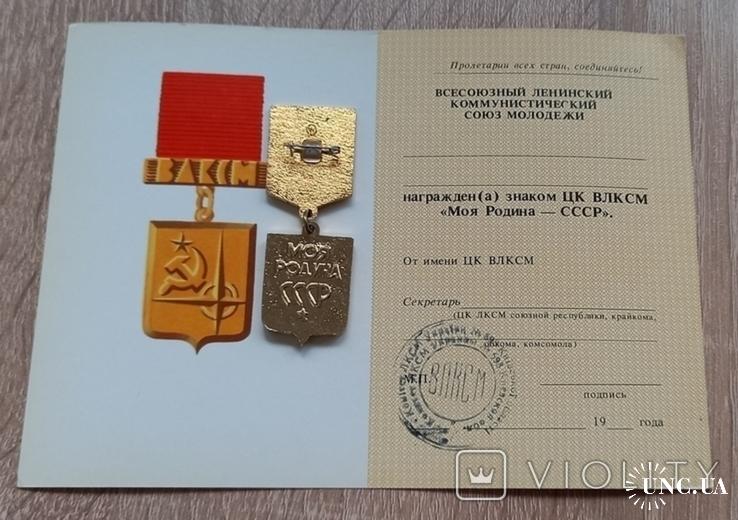 ВЛКСМ
МОЯ
РОДИНА
СССР
Пролетарии всех стран, соединяйтесь!
ВСЕСОЮЗНЫЙ ЛЕНИНСКИЙ
КОММУНИСТИЧЕСКИЙ
СОЮЗ МОЛОДЕЖИ
награжден(а) знаком ЦК ВЛКСМ
«Моя Родина — СССР».
От имени ЦК ВЛКСМ
Секретарь
(ЦК ЛКСМ союзной республики, крайкома,
обкома, комсомола)
М.П.
ВЛКСМ
подпись
19 года
VIOLITY
UNC.UA